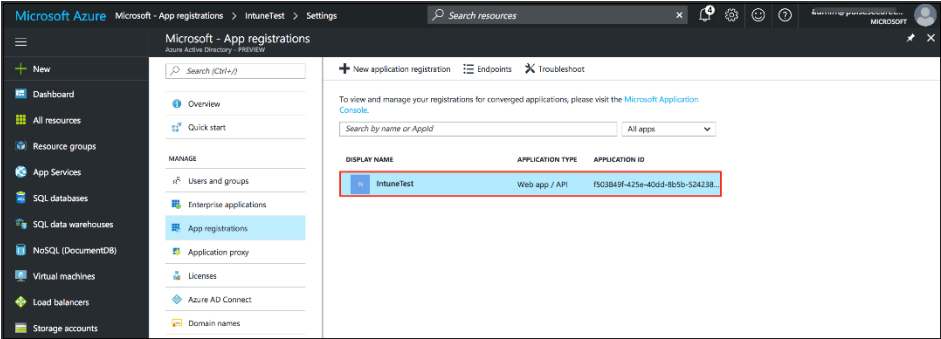 Microsoft Azure Microsoft - App registrations > IntuneTest > Settings
Search resources
4
MICROSOFT
Microsoft - App registrations
Azure Active Directory - PREVIEW
New
Dashboard
All resources
Resource groups
App Services
SQL databases
SQL data warehouses
NoSQL (DocumentDB)
Virtual machines
Load balancers
Storage accounts
Search (Ctrl+/)
Overview
Quick start
MANAGE
Users and groups
Enterprise applications
App registrations
Application proxy
Licenses
Azure AD Connect
Domain names
New application registration Endpoints Troubleshoot
To view and manage your registrations for converged applications, please visit the Microsoft Application
Console.
Search by name or AppId All apps
DISPLAY NAME APPLICATION TYPE APPLICATION ID
N IntuneTest Web app / API f503849f-425e-40dd-8b5b-524238...